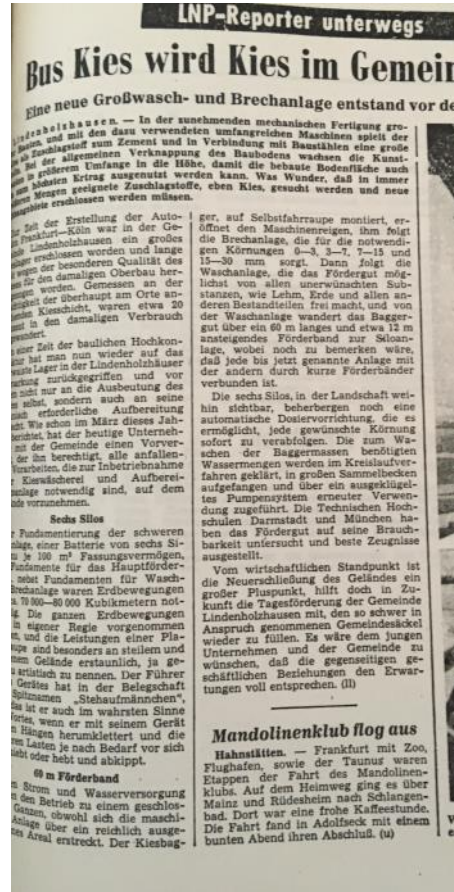 LNP-Reporter unterwegs
Bus Kies wird Kies im Gemein
Eine neue Großwasch- und Brechanlage entstand vor de
Lindenholzhausen. — In der zunehmenden mechanischen Fertigung gro-
Bauten, und mit den dazu verwendeten umfangreichen Maschinen spielt der
als Zuschlagstoff zum Zement und in Verbindung mit Baustählen eine große
Bei der allgemeinen Verknappung des Baubodens wachsen die Kunst-
in größerem Umfange in die Höhe, damit die bebaute Bodenfläche auch
zum höchsten Ertrag ausgenutzt werden kann. Was Wunder, daß in immer
Mengen geeignete Zuschlagstoffe, eben Kies, gesucht werden und neue
erschlossen werden müssen.
Zeit der Erstellung der Auto-
Frankfurt—Köln war in der Ge-
Lindenholzhausen ein großes
erschlossen worden und lange
wegen der besonderen Qualität des
für den damaligen Oberbau her-
worden. Gemessen an der
der überhaupt am Orte an-
Kiesschicht, waren etwa 20
in den damaligen Verbrauch
einer Zeit der baulichen Hochkon-
hat man nun wieder auf das
Lager in der Lindenholzhäuser
zurückgegriffen und vor
nicht nur an die Ausbeutung des
selbst, sondern auch an seine
erforderliche Aufbereitung
Wie schon im März dieses Jah-
berichtet, hat der heutige Unterneh-
mit der Gemeinde einen Vorver-
der ihn berechtigt, alle anfallen-
Vorarbeiten, die zur Inbetriebnahme
Kieswäscherei und Aufberei-
anlage notwendig sind, auf dem
vorzunehmen.
Sechs Silos
Fundamentierung der schweren
einer Batterie von sechs Si-
je 100 m³ Fassungsvermögen,
Fundamente für das Hauptförder-
nebst Fundamenten für Wasch-
Brechanlage waren Erdbewegungen
70 000—80 000 Kubikmetern not-
Die ganzen Erdbewegungen
in eigener Regie vorgenommen
und die Leistungen einer Pla-
sind besonders an steilem und
Gelände erstaunlich, ja ge-
artistisch zu nennen. Der Führer
Gerätes hat in der Belegschaft
Spitznamen „Stehaufmännchen",
ist er auch im wahrsten Sinne
Wortes, wenn er mit seinem Gerät
Hängen herumklettert und die
Lasten je nach Bedarf vor sich
oder hebt und abkippt.
60 m Förderband
Strom und Wasserversorgung
den Betrieb zu einem geschlos-
Ganzen, obwohl sich die maschi-
Anlage über ein reichlich ausge-
Areal erstreckt. Der Kiesbag-
ger, auf Selbstfahraupe montiert, er-
öffnet den Maschinenreigen, ihm folgt
die Brechanlage, die für die notwendi-
gen Körnungen 0—3, 3—7, 7—15 und
15—30 mm sorgt. Dann folgt die
Waschanlage, die das Fördergut mög-
lichst von allen unerwünschten Sub-
stanzen, wie Lehm, Erde und allen an-
deren Bestandteilen frei macht, und von
der Waschanlage wandert das Bagger-
gut über ein 60 m langes und etwa 12 m
ansteigendes Förderband zur Siloan-
lage, wobei noch zu bemerken wäre,
daß jede bis jetzt genannte Anlage mit
der andern durch kurze Förderbänder
verbunden ist.
Die sechs Silos, in der Landschaft wei-
hin sichtbar, beherbergen noch eine
automatische Dosiervorrichtung, die es
ermöglicht, jede gewünschte Körnung
sofort zu verabfolgen. Die zum Wa-
schen der Baggermassen benötigten
Wassermengen werden im Kreislaufver-
fahren geklärt, in großen Sammelbecken
aufgefangen und über ein ausgeklügel-
tes Pumpensystem erneuter Verwen-
dung zugeführt. Die Technischen Hoch-
schulen Darmstadt und München ha-
ben das Fördergut auf seine Brauch-
barkeit untersucht und beste Zeugnisse
ausgestellt.
Vom wirtschaftlichen Standpunkt ist
die Neuerschließung des Geländes ein
großer Pluspunkt, hilft doch in Zu-
kunft die Tagesförderung der Gemeinde
Lindenholzhausen mit, den so schwer in
Anspruch genommenen Gemeindesäckel
wieder zu füllen. Es wäre dem jungen
Unternehmen und der Gemeinde zu
wünschen, daß die gegenseitigen ge-
schäftlichen Beziehungen den Erwar-
tungen voll entsprechen. (ll)
Mandolinenklub flog aus
Hahnstätten. — Frankfurt mit Zoo,
Flughafen, sowie der Taunus waren
Etappen der Fahrt des Mandolinen-
klubs. Auf dem Heimweg ging es über
Mainz und Rüdesheim nach Schlangen-
bad. Dort war eine frohe Kaffeestunde.
Die Fahrt fand in Adolfseck mit einem
bunten Abend ihren Abschluß. (u)